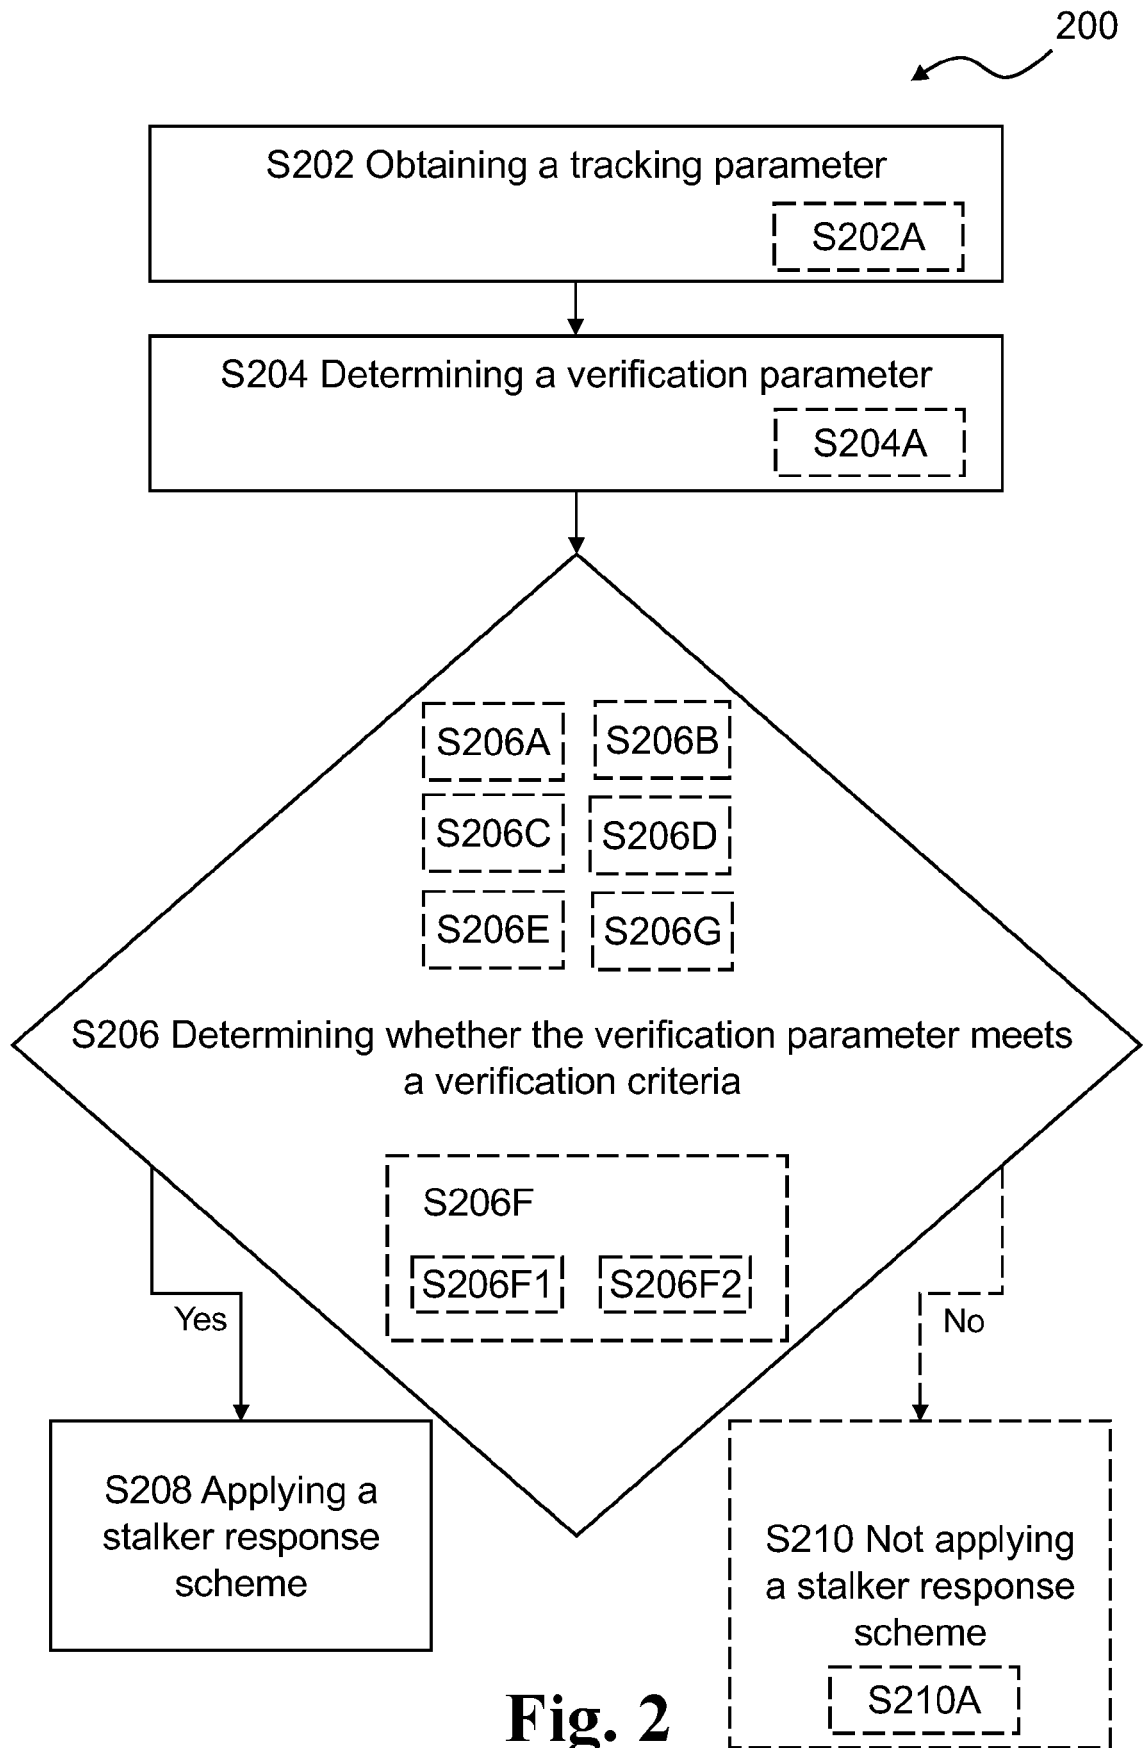 200
S202 Obtaining a tracking parameter
S202A
S204 Determining a verification parameter
S204A
S206A
S206B
S206C
S206D
S206E
S206G
S206 Determining whether the verification parameter meets
a verification criteria
S206F
S206F1
S206F2
Yes
No
S208 Applying a
stalker response
scheme
S210 Not applying
a stalker response
scheme
S210A
Fig. 2